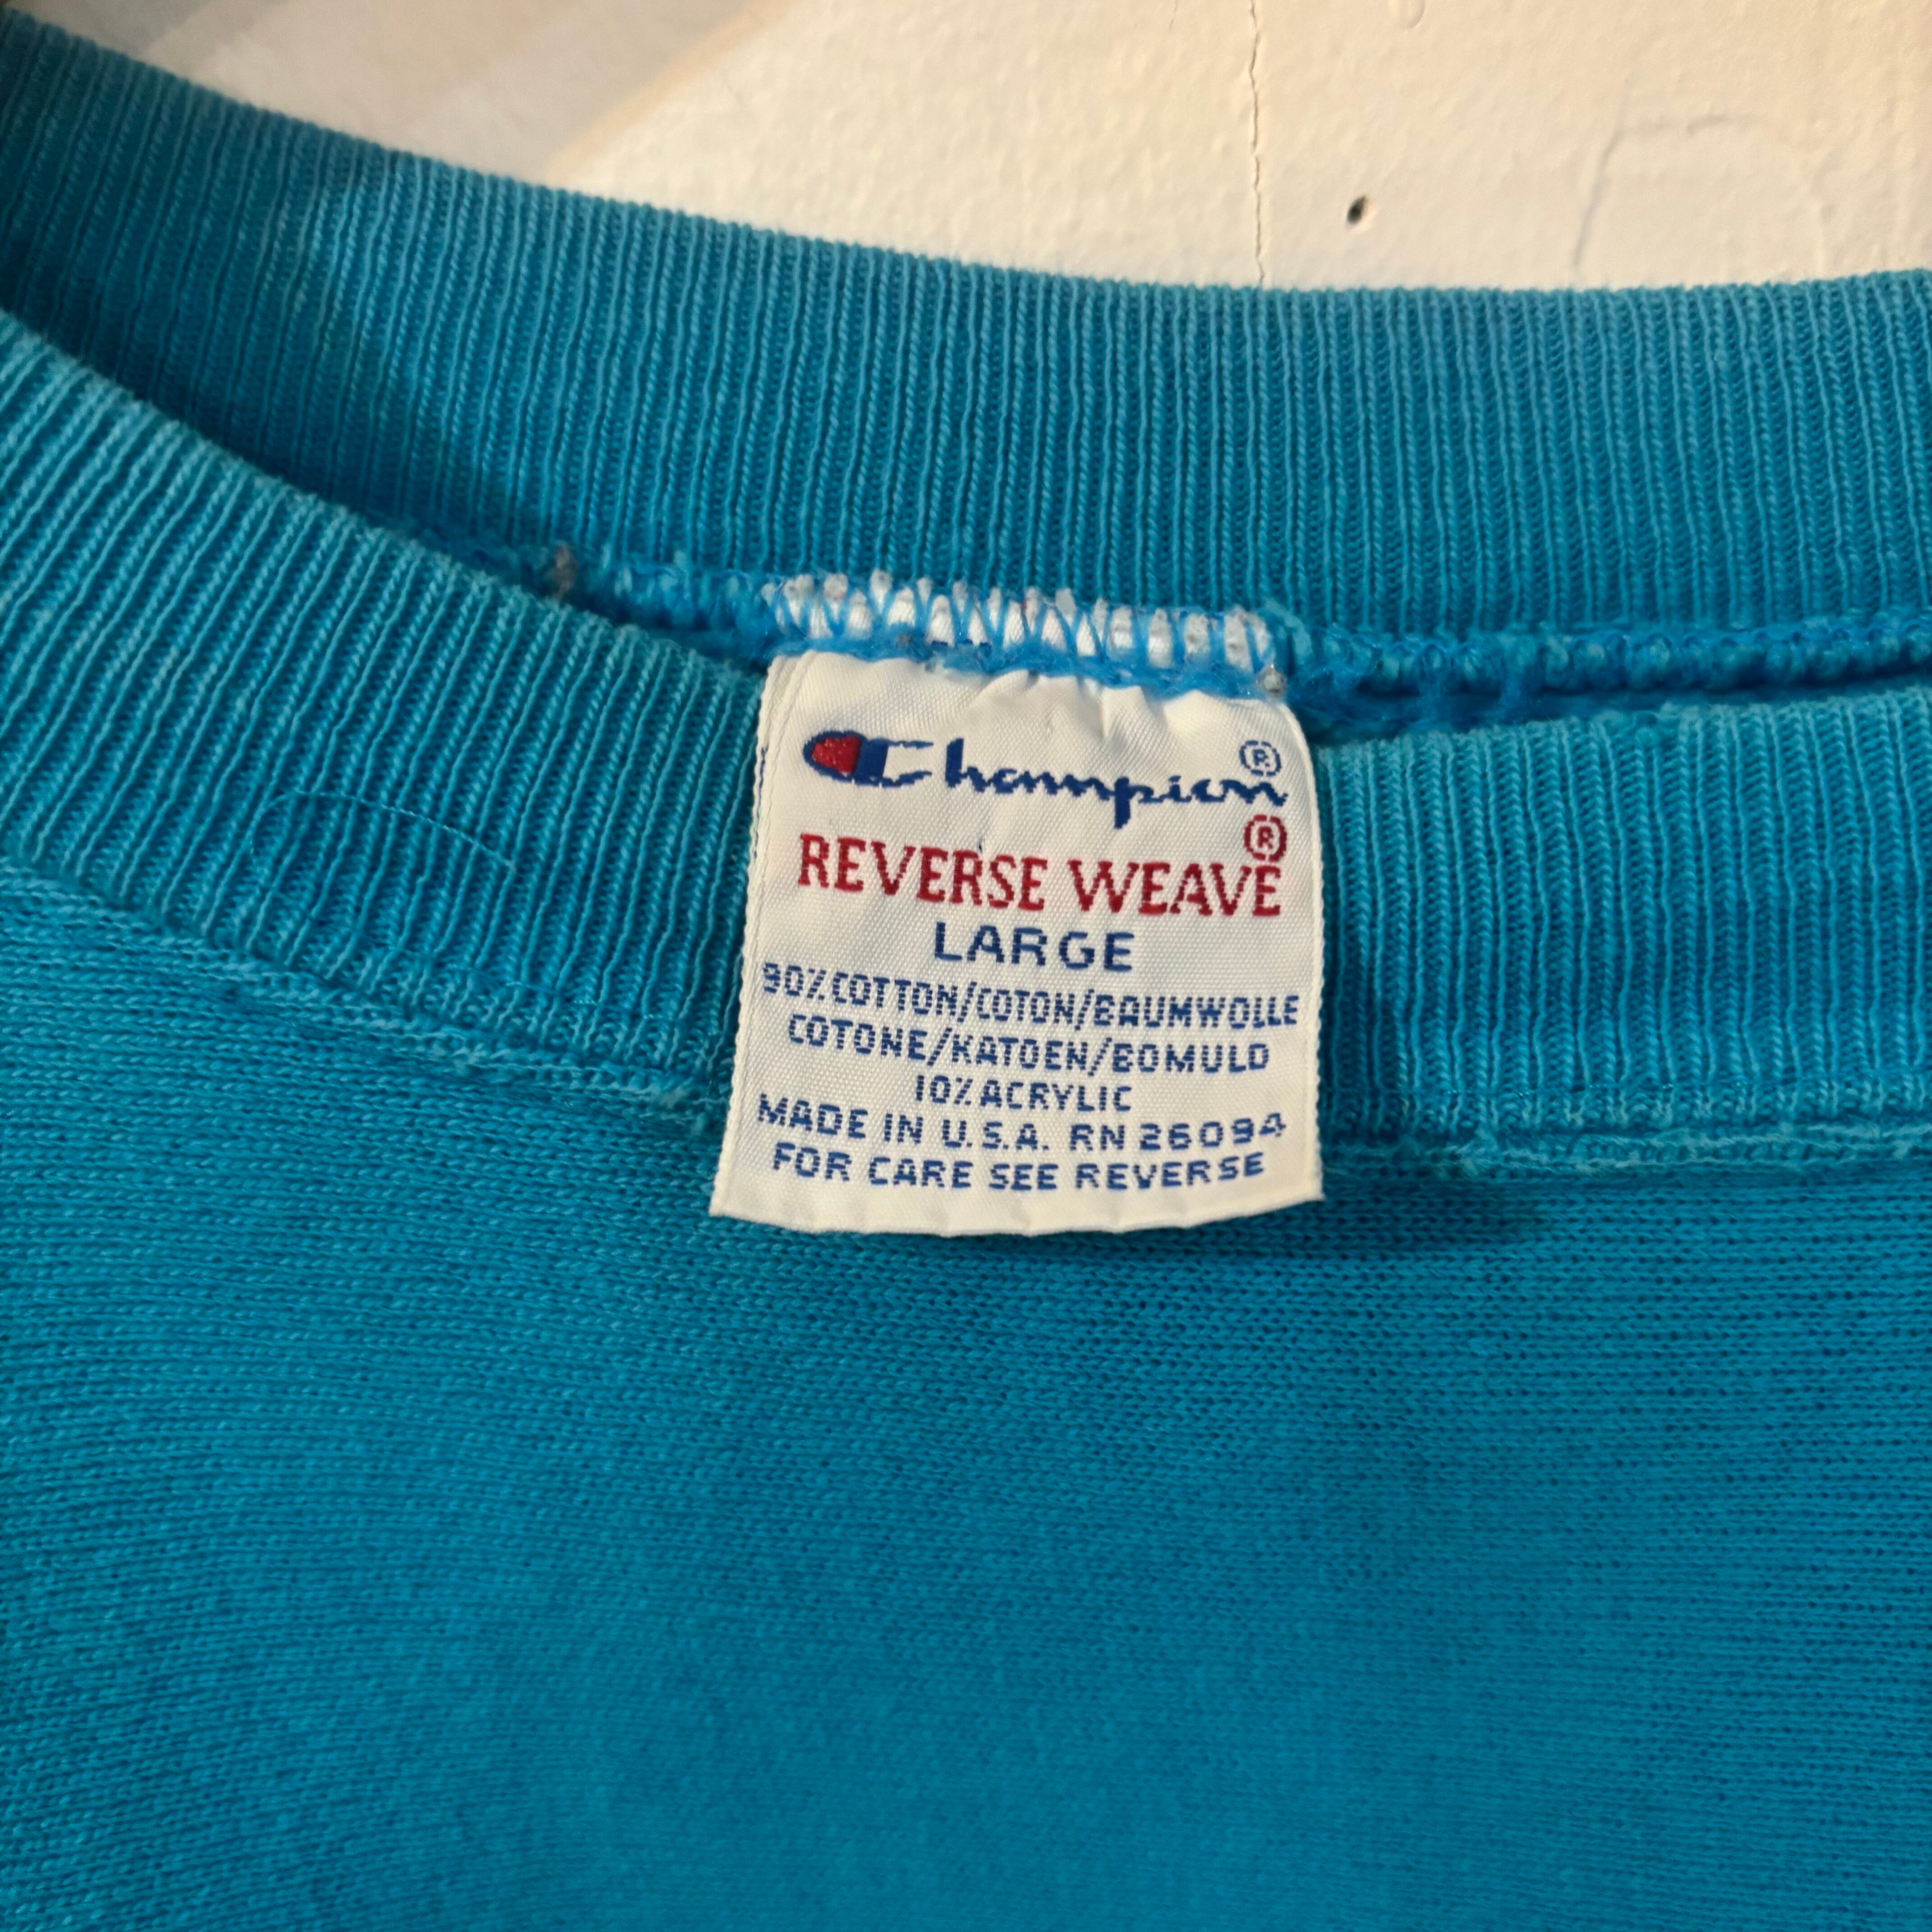 Champion®
REVERSE WEAVE®
LARGE
90% COTTON/COTON/BAUMWOLLE
COTONE/KATOEN/BOMULD
10% ACRYLIC
MADE IN U.S.A. RN 26094
FOR CARE SEE REVERSE